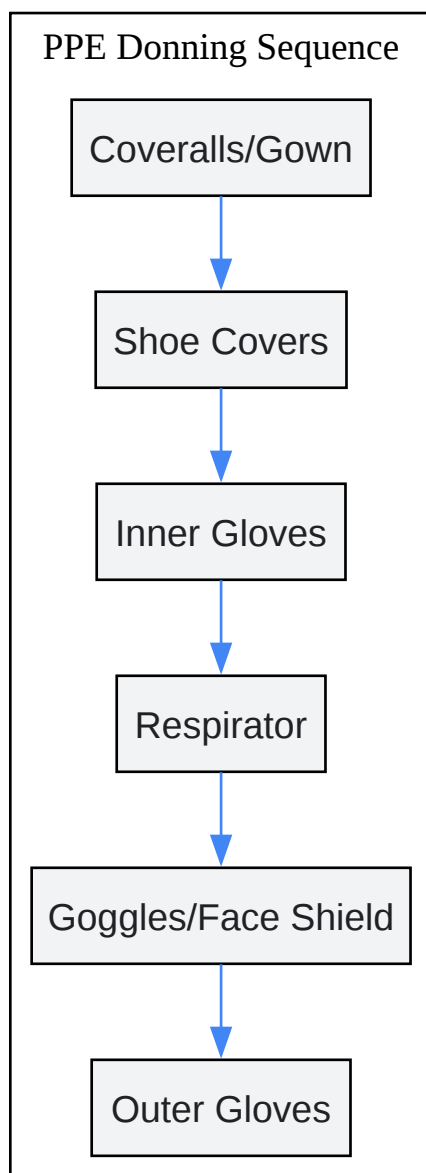 PPE Donning Sequence
Coveralls/Gown
Shoe Covers
Inner Gloves
Respirator
Goggles/Face Shield
Outer Gloves